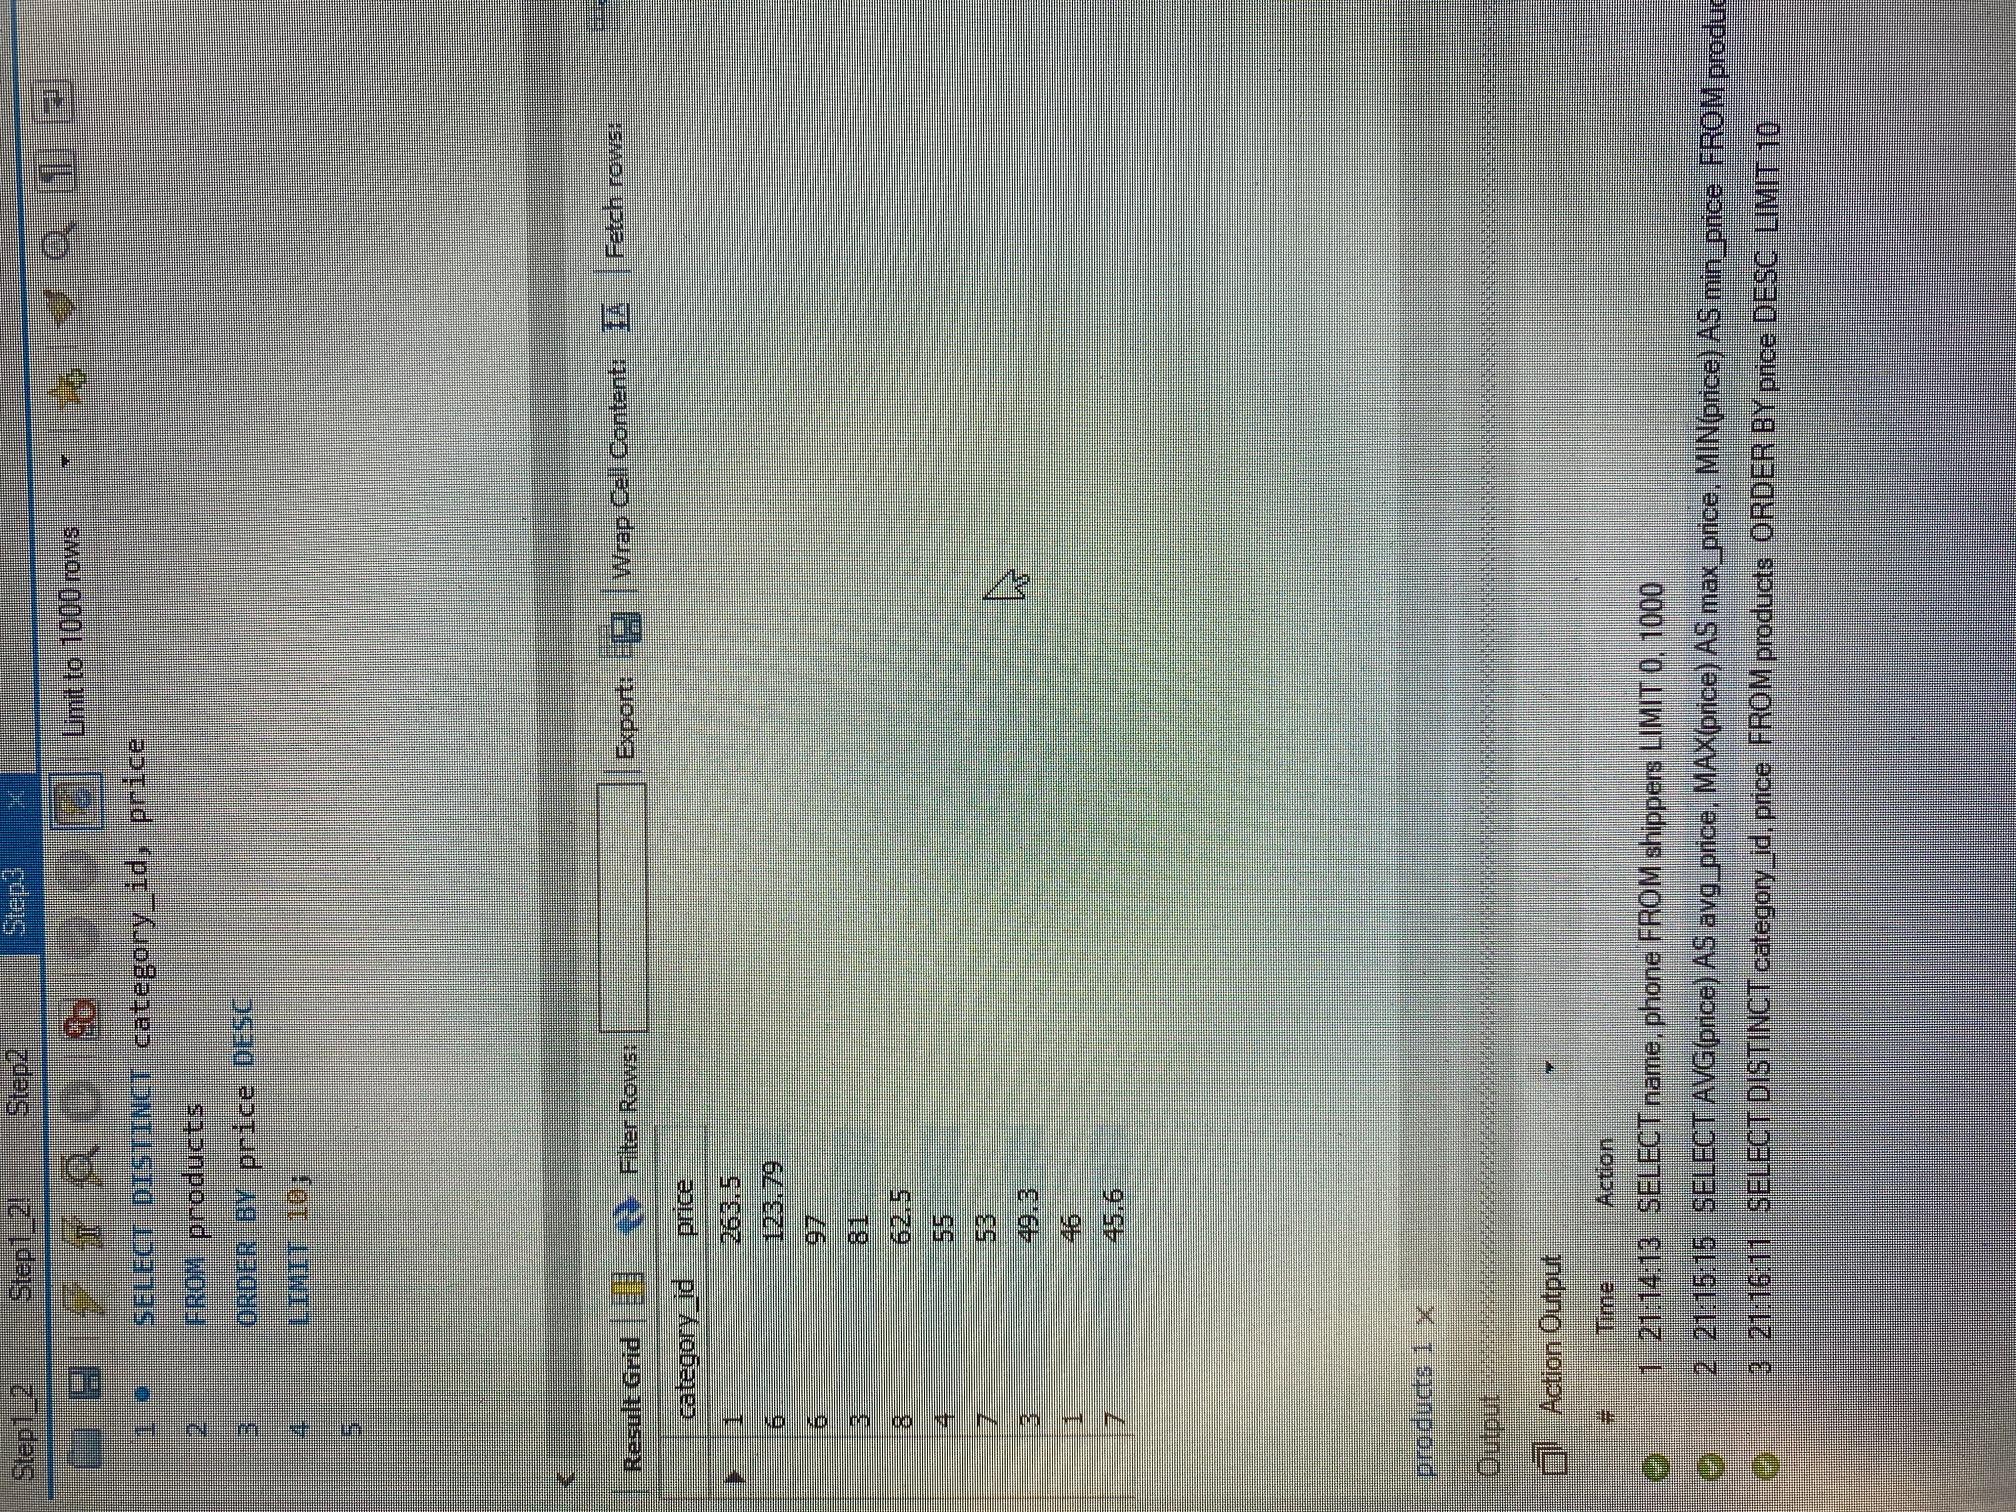 Step1_2 Step1_2! Step2 Step3
Limit to 1000 rows
1 SELECT DISTINCT category_id, price
2 FROM products
3 ORDER BY price DESC
4 LIMIT 10;
5
Result Grid Filter Rows: Export: Wrap Cell Content: IA Fetch rows:
category_id price
1 263.5
6 123.79
6 97
3 81
8 62.5
4 55
7 53
3 49.3
1 46
7 45.6
products 1
Output
Action Output
# Time Action
1 21:14:13 SELECT name, phone FROM shippers LIMIT 0, 1000
2 21:15:15 SELECT AVG(price) AS avg_price, MAX(price) AS max_price, MIN(price) AS min_price FROM produc
3 21:16:11 SELECT DISTINCT category_id, price FROM products ORDER BY price DESC LIMIT 10